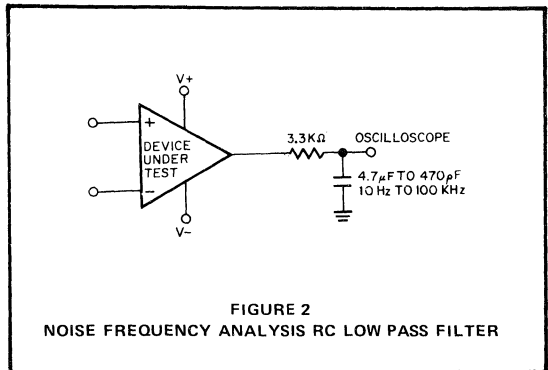 V+
+
DEVICE
UNDER
TEST
−
V−
3.3KΩ
OSCILLOSCOPE
4.7µF TO 470pF
10 Hz TO 100 KHz
FIGURE 2
NOISE FREQUENCY ANALYSIS RC LOW PASS FILTER